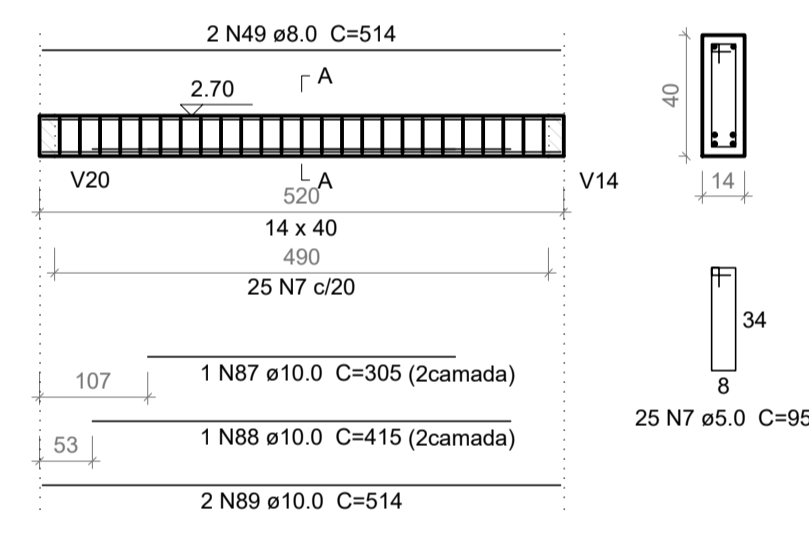 2 N49 ø8.0 C=514
A
2.70
40
V20
A
V14
14
520
14 x 40
490
25 N7 c/20
34
1 N87 ø10.0 C=305 (2camada)
107
8
25 N7 ø5.0 C=95
1 N88 ø10.0 C=415 (2camada)
53
2 N89 ø10.0 C=514